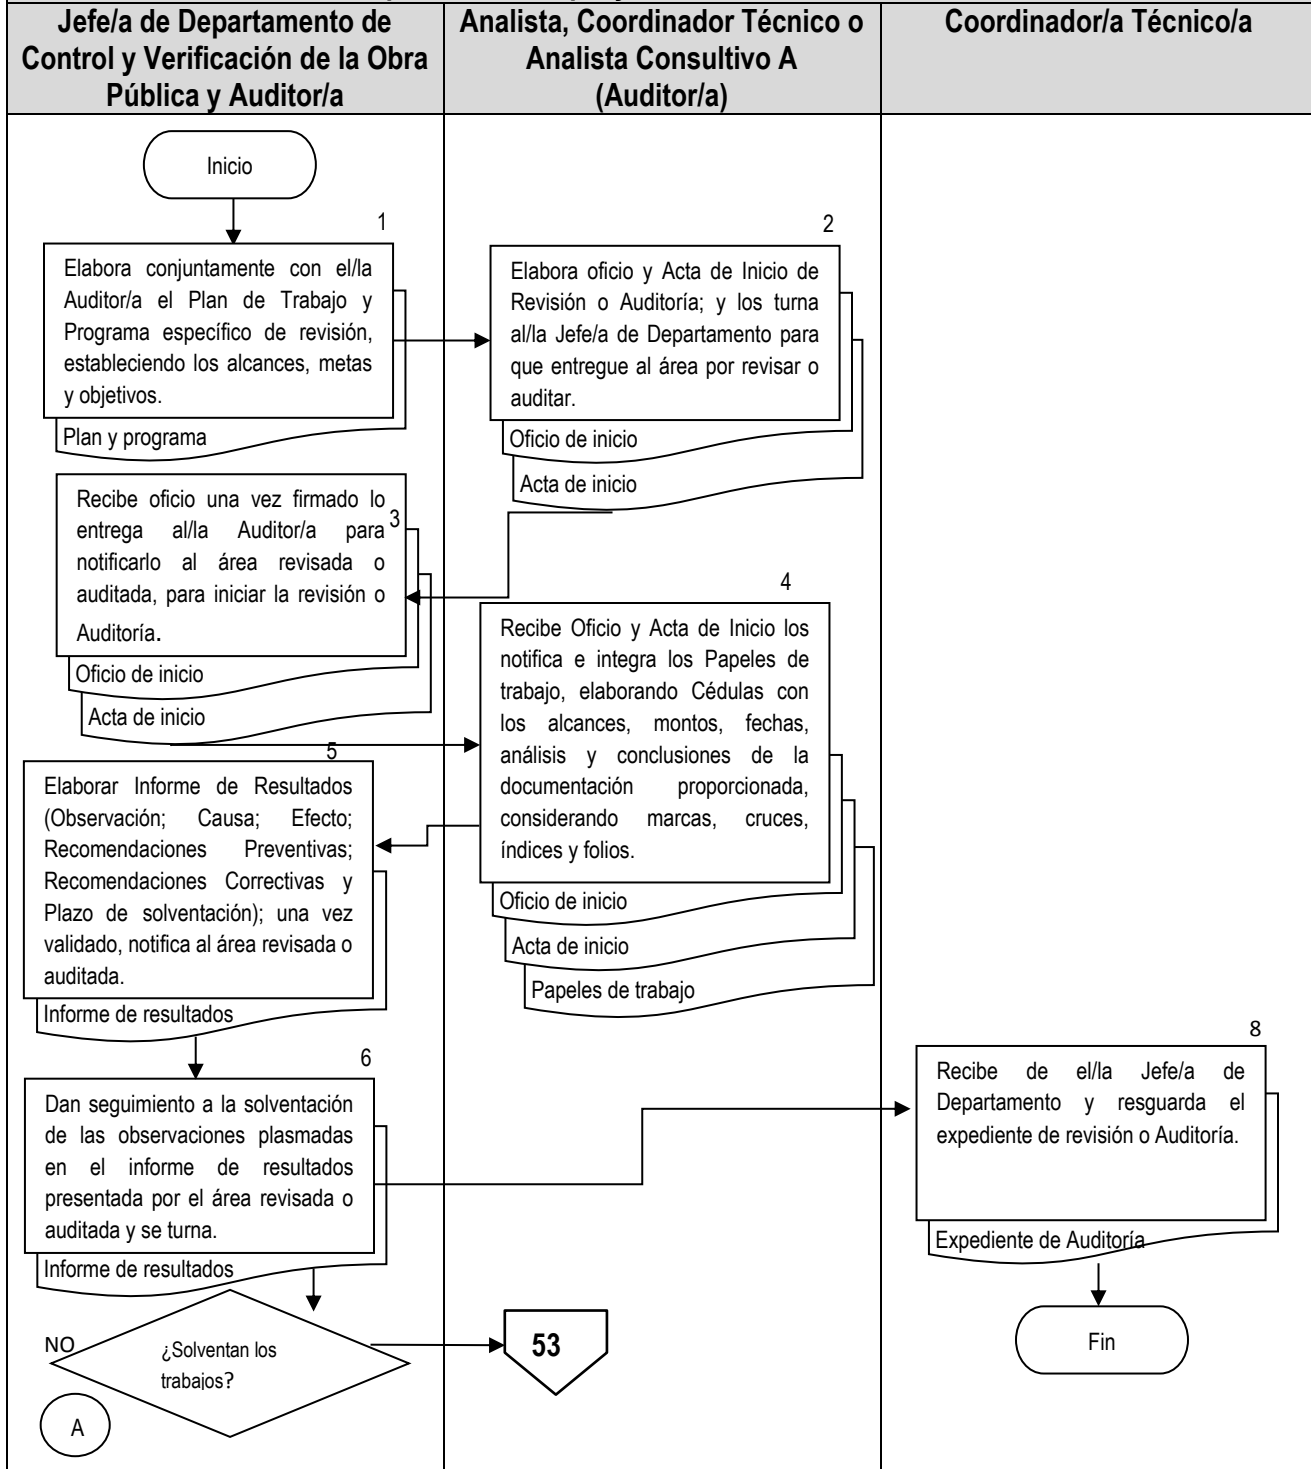 Jefe/a de Departamento de
Control y Verificación de la Obra
Pública y Auditor/a
Analista, Coordinador Técnico o
Analista Consultivo A
(Auditor/a)
Coordinador/a Técnico/a
Inicio
1
Elabora conjuntamente con el/la
Auditor/a el Plan de Trabajo y
Programa específico de revisión,
estableciendo los alcances, metas
y objetivos.
Plan y programa
2
Elabora oficio y Acta de Inicio de
Revisión o Auditoría; y los turna
al/la Jefe/a de Departamento para
que entregue al área por revisar o
auditar.
Oficio de inicio
Acta de inicio
3
Recibe oficio una vez firmado lo
entrega al/la Auditor/a para
notificarlo al área revisada o
auditada, para iniciar la revisión o
Auditoría.
Oficio de inicio
Acta de inicio
4
Recibe Oficio y Acta de Inicio los
notifica e integra los Papeles de
trabajo, elaborando Cédulas con
los alcances, montos, fechas,
análisis y conclusiones de la
documentación proporcionada,
considerando marcas, cruces,
índices y folios.
Oficio de inicio
Acta de inicio
Papeles de trabajo
5
Elaborar Informe de Resultados
(Observación; Causa; Efecto;
Recomendaciones Preventivas;
Recomendaciones Correctivas y
Plazo de solventación); una vez
validado, notifica al área revisada o
auditada.
Informe de resultados
6
Dan seguimiento a la solventación
de las observaciones plasmadas
en el informe de resultados
presentada por el área revisada o
auditada y se turna.
Informe de resultados
8
Recibe de el/la Jefe/a de
Departamento y resguarda el
expediente de revisión o Auditoría.
Expediente de Auditoría
Fin
NO
¿Solventan los
trabajos?
53
A